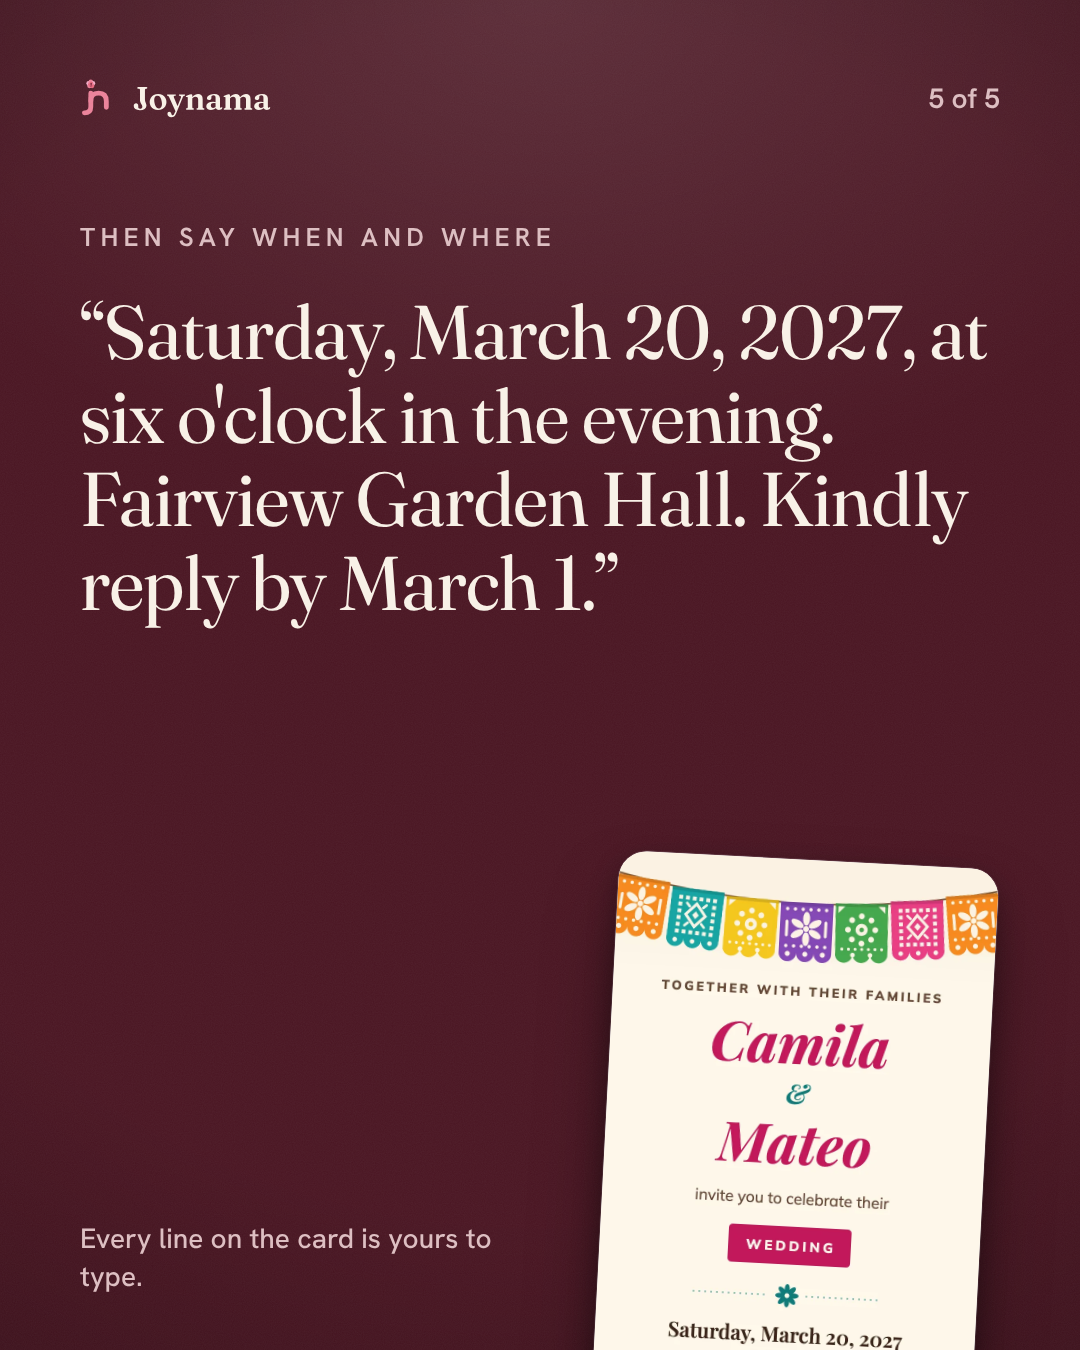 Joynama
5 of 5
THEN SAY WHEN AND WHERE
“Saturday, March 20, 2027, at
six o'clock in the evening.
Fairview Garden Hall. Kindly
reply by March 1.”
TOGETHER WITH THEIR FAMILIES
Camila
&
Mateo
invite you to celebrate their
WEDDING
Saturday, March 20, 2027
Every line on the card is yours to
type.